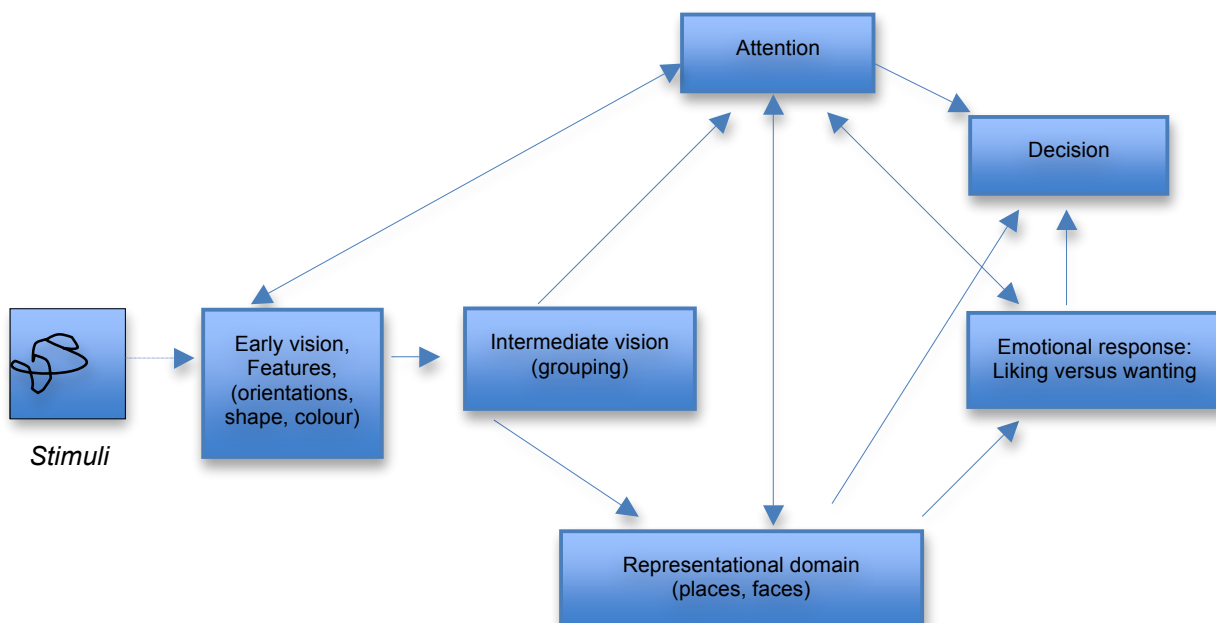 Attention
Decision
Early vision,
Features,
(orientations,
shape, colour)
Intermediate vision
(grouping)
Emotional response:
Liking versus wanting
Stimuli
Representational domain
(places, faces)